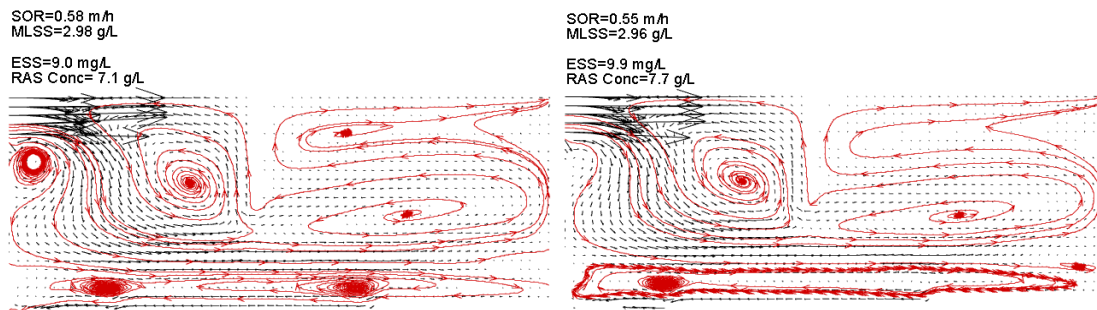 SOR=0.58 m/h
MLSS=2.98 g/L
ESS=9.0 mg/L
RAS Conc= 7.1 g/L
SOR=0.55 m/h
MLSS=2.96 g/L
ESS=9.9 mg/L
RAS Conc=7.7 g/L